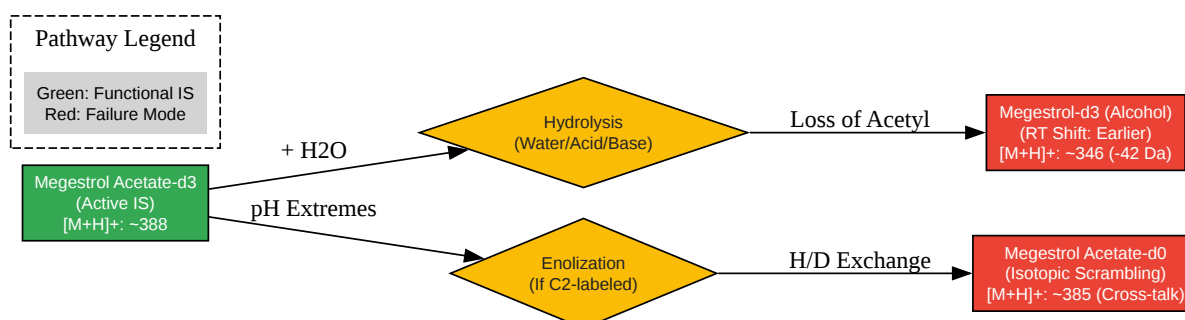 Pathway Legend
Green: Functional IS
Red: Failure Mode
Megestrol Acetate-d3
(Active IS)
[M+H]+: ~388
+ H2O
pH Extremes
Hydrolysis
(Water/Acid/Base)
Enolization
(If C2-labeled)
Loss of Acetyl
H/D Exchange
Megestrol-d3 (Alcohol)
(RT Shift: Earlier)
[M+H]+: ~346 (-42 Da)
Megestrol Acetate-d0
(Isotopic Scrambling)
[M+H]+: ~385 (Cross-talk)